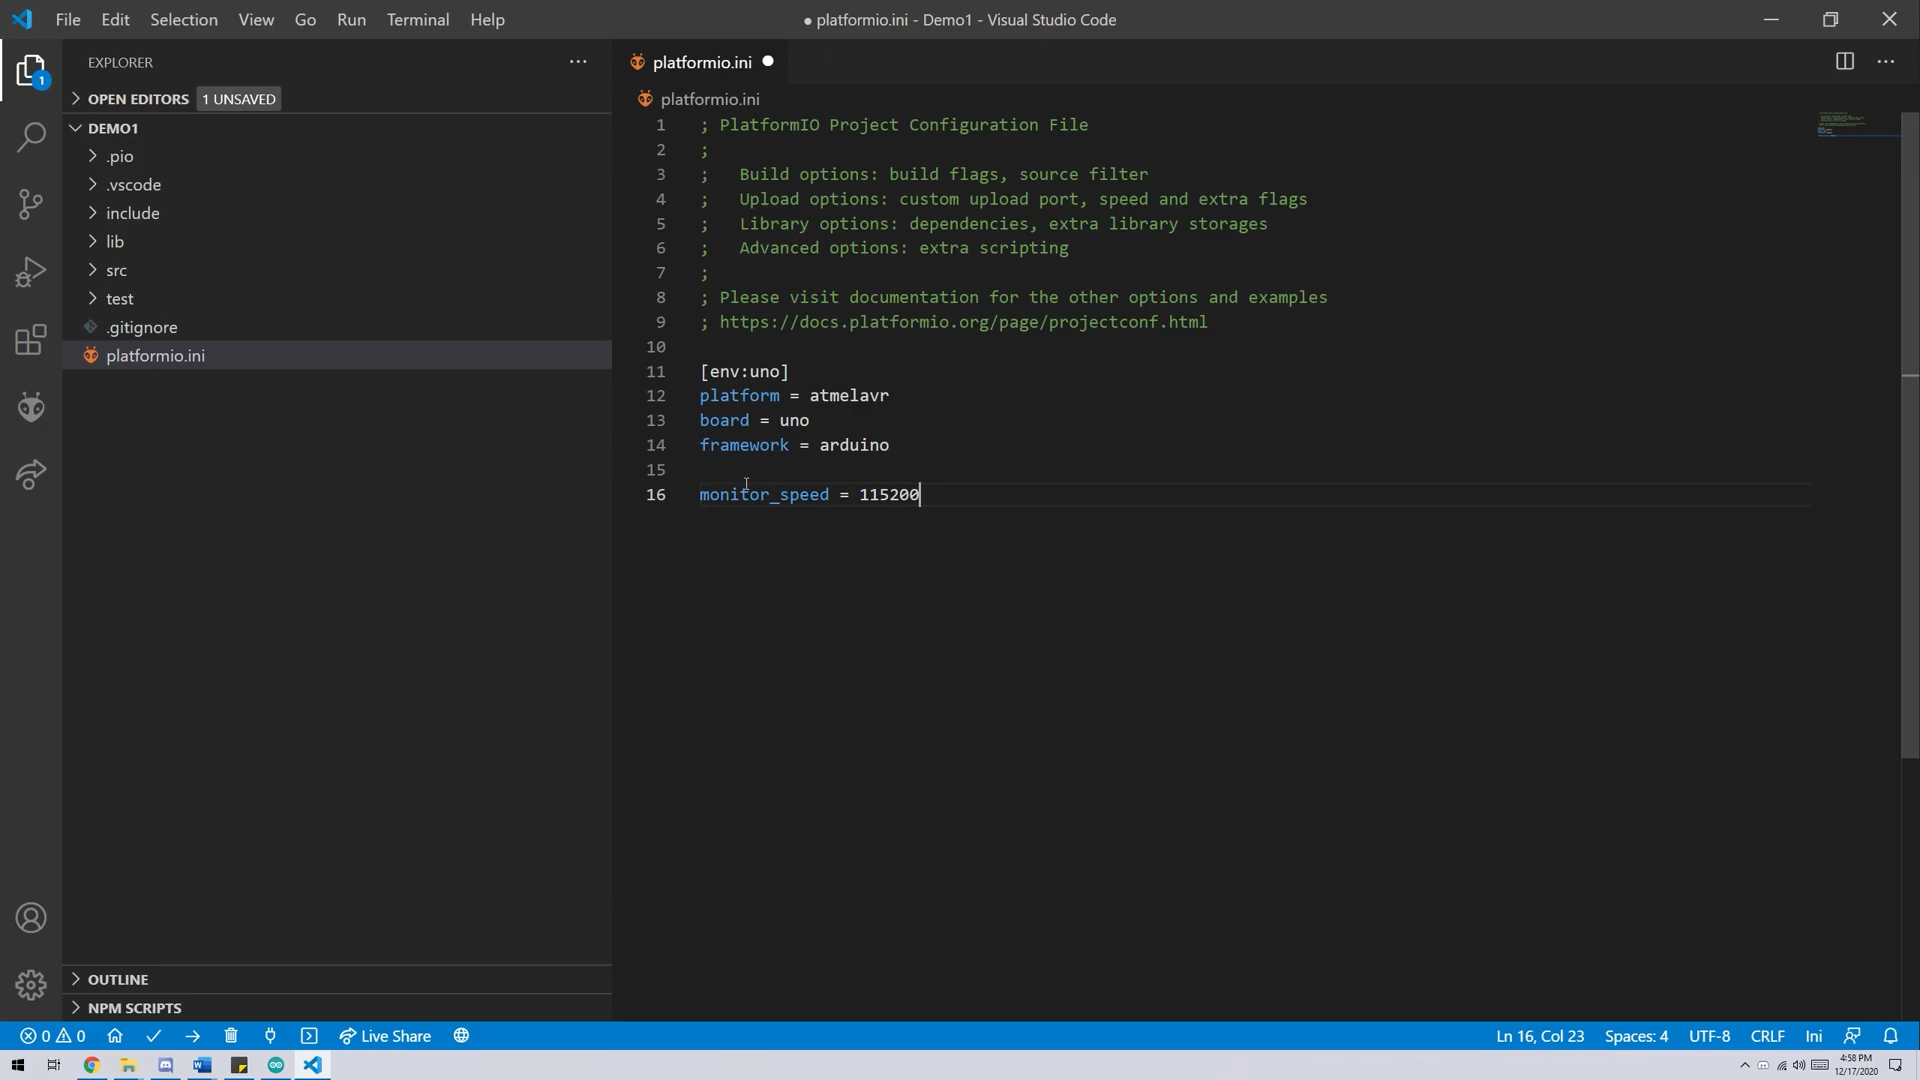 File Edit Selection View Go Run Terminal Help
● platformio.ini - Demo1 - Visual Studio Code
EXPLORER
OPEN EDITORS 1 UNSAVED
DEMO1
.pio
.vscode
include
lib
src
test
.gitignore
platformio.ini
OUTLINE
NPM SCRIPTS
1
platformio.ini
platformio.ini
1 ; PlatformIO Project Configuration File
2 ;
3 ;   Build options: build flags, source filter
4 ;   Upload options: custom upload port, speed and extra flags
5 ;   Library options: dependencies, extra library storages
6 ;   Advanced options: extra scripting
7 ;
8 ; Please visit documentation for the other options and examples
9 ; https://docs.platformio.org/page/projectconf.html
10
11 [env:uno]
12 platform = atmelavr
13 board = uno
14 framework = arduino
15
16 monitor_speed = 115200
0 0 Live Share
Ln 16, Col 23 Spaces: 4 UTF-8 CRLF Ini
4:58 PM
12/17/2020